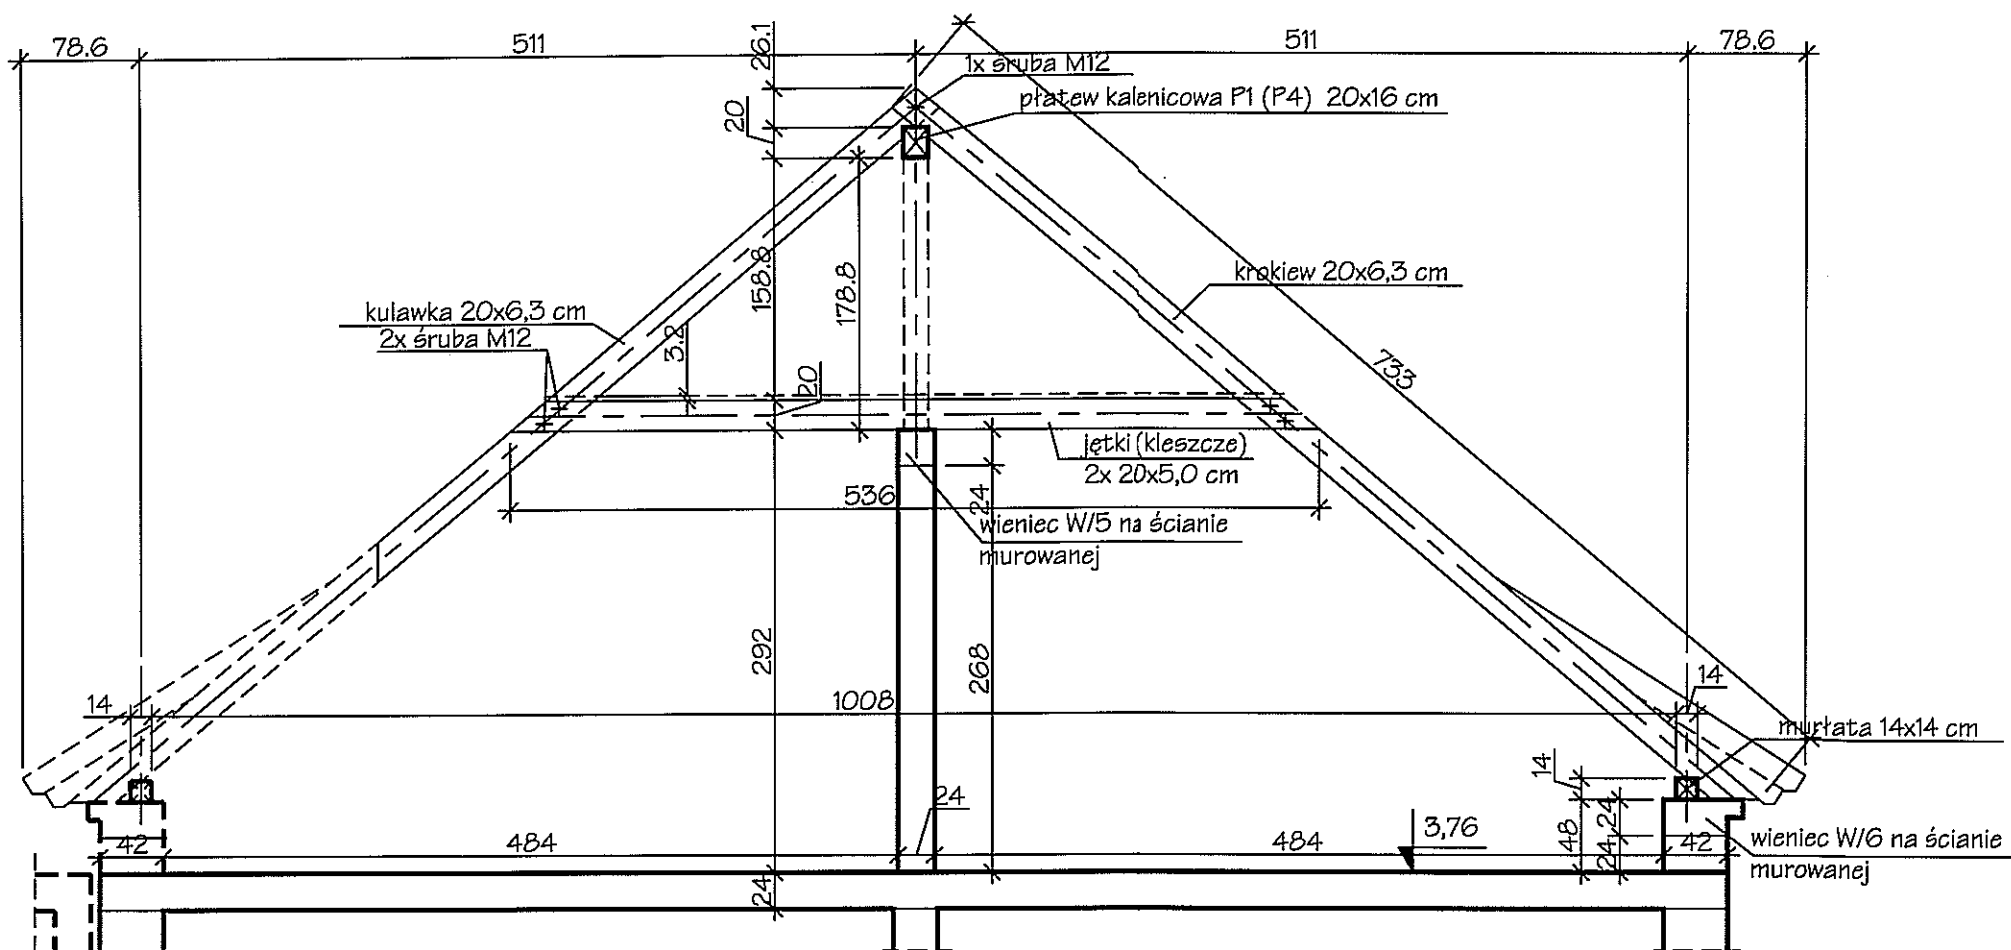 78.6
511
26.1
511
78.6
1x śruba M12
płatew kalenicowa P1 (P4) 20x16 cm
20
158.8
178.8
krokiew 20x6,3 cm
kulawka 20x6,3 cm
2x śruba M12
3.2
20
733
jętki (kleszcze)
2x 20x5,0 cm
536
24
wieniec W/5 na ścianie
murowanej
292
268
14
1008
14
murłata 14x14 cm
14
24
3,76
48
24
24
42
484
484
42
wieniec W/6 na ścianie
murowanej
24